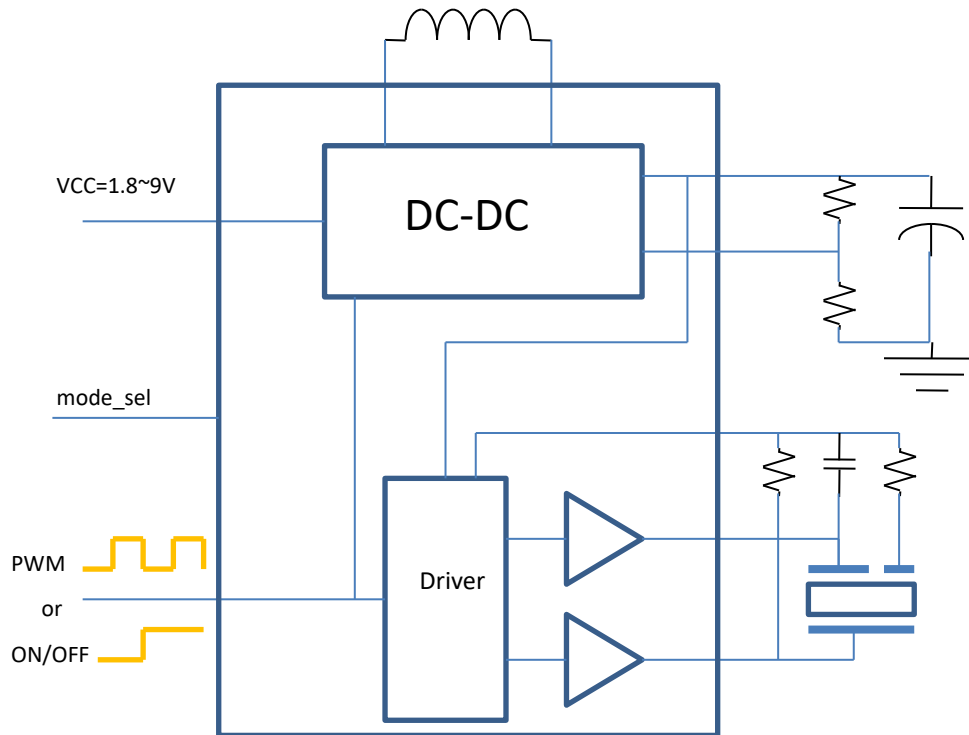 VCC=1.8~9V
DC-DC
mode_sel
PWM
or
ON/OFF
Driver